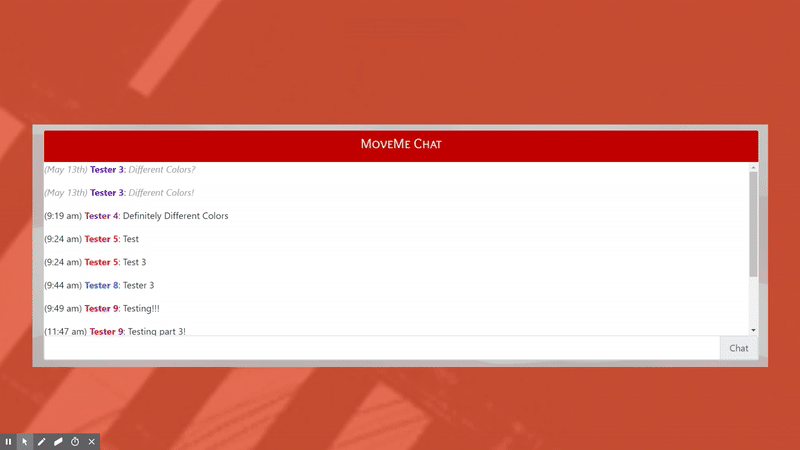 MoveMe Chat
(May 13th) Tester 3: Different Colors?
(May 13th) Tester 3: Different Colors!
(9:19 am) Tester 4: Definitely Different Colors
(9:24 am) Tester 5: Test
(9:24 am) Tester 5: Test 3
(9:44 am) Tester 8: Tester 3
(9:49 am) Tester 9: Testing!!!
(11:47 am) Tester 9: Testing part 3!
Chat